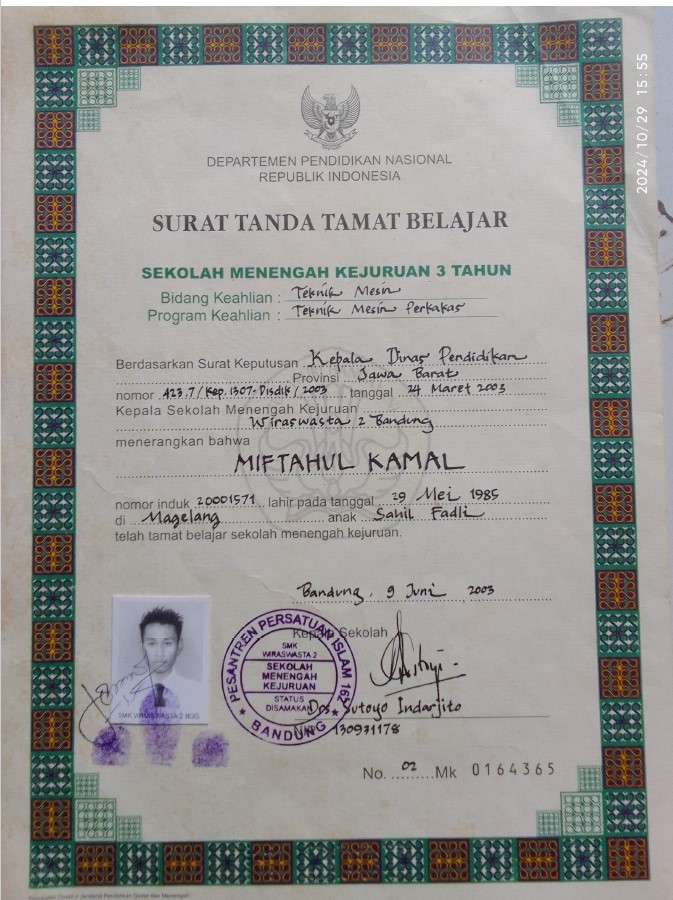 2024/10/29 15:55
DEPARTEMEN PENDIDIKAN NASIONAL
REPUBLIK INDONESIA
SURAT TANDA TAMAT BELAJAR
SEKOLAH MENENGAH KEJURUAN 3 TAHUN
Bidang Keahlian : Teknik Mesin
Program Keahlian : Teknik Mesin Perkakas
Berdasarkan Surat Keputusan Kepala Dinas Pendidikan
Provinsi Jawa Barat
nomor 423.7/Kep.1307-Disdik/2003 tanggal 24 Maret 2003
Kepala Sekolah Menengah Kejuruan
Wiraswasta 2 Bandung
menerangkan bahwa
MIFTAHUL KAMAL
nomor induk 20001571 lahir pada tanggal 29 Mei 1985
di Magelang anak Sahil Fadli
telah tamat belajar sekolah menengah kejuruan.
Bandung, 9 Juni 2003
Kepala Sekolah
PESANTREN PERSATUAN ISLAM 162
SMK
WIRASWASTA 2
SEKOLAH
MENENGAH
KEJURUAN
STATUS
DISAMAKAN
BANDUNG
Drs. Sutoyo Indarjito
130931178
SMK WIRASWASTA 2 BDG
No. 02 Mk 0164365